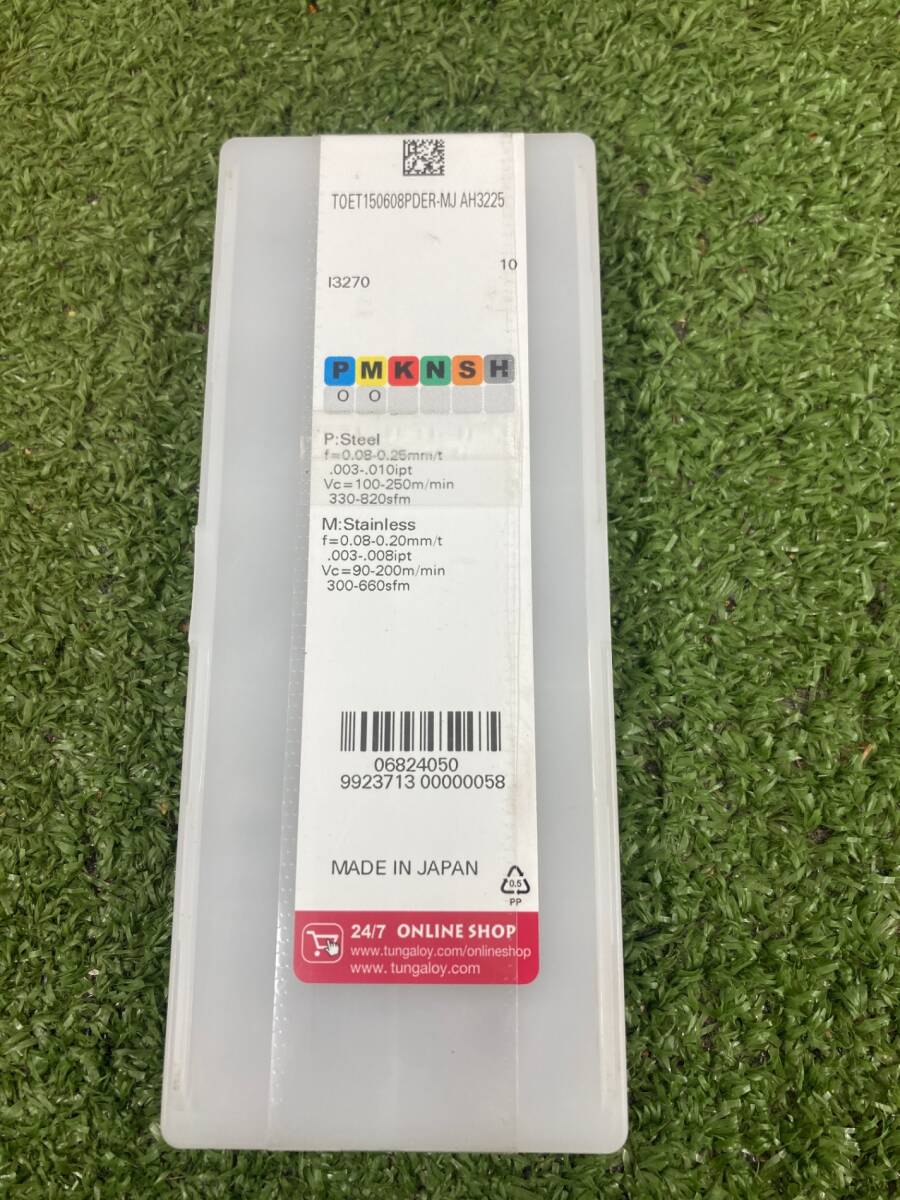 TOET150608PDER-MJ AH3225
10
I3270
P M K N S H
O O
P:Steel
f=0.08-0.25mm/t
.003-.010ipt
Vc=100-250m/min
330-820sfm
M:Stainless
f=0.08-0.20mm/t
.003-.008ipt
Vc=90-200m/min
300-660sfm
06824050
9923713 00000058
MADE IN JAPAN
0.5
PP
24/7 ONLINE SHOP
www.tungaloy.com/onlineshop
www.tungaloy.com